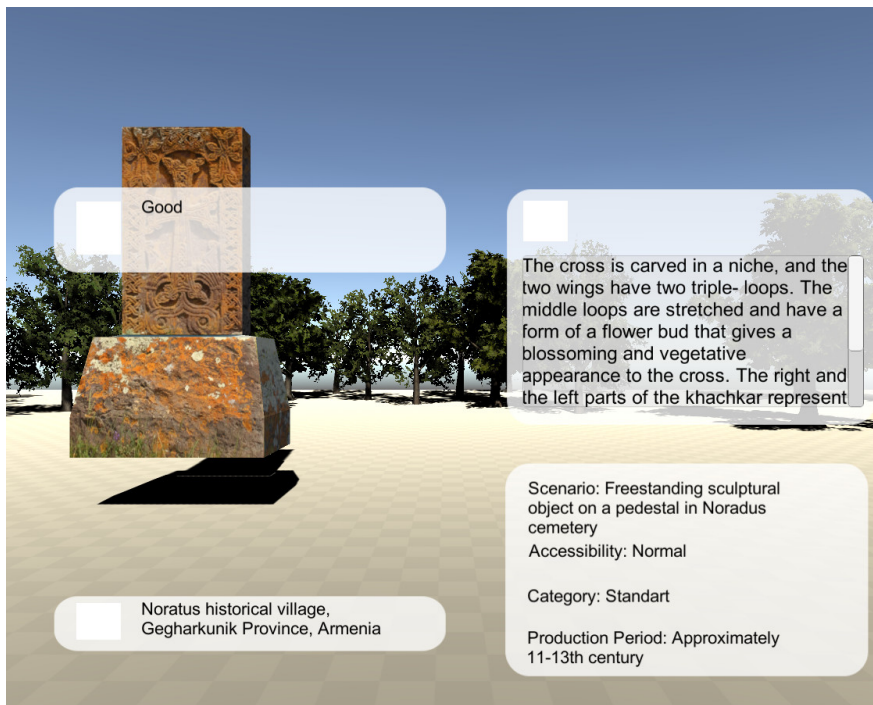 Good
The cross is carved in a niche, and the
two wings have two triple- loops. The
middle loops are stretched and have a
form of a flower bud that gives a
blossoming and vegetative
appearance to the cross. The right and
the left parts of the khachkar represent
Scenario: Freestanding sculptural
object on a pedestal in Noradus
cemetery
Accessibility: Normal
Category: Standart
Production Period: Approximately
11-13th century
Noratus historical village,
Gegharkunik Province, Armenia